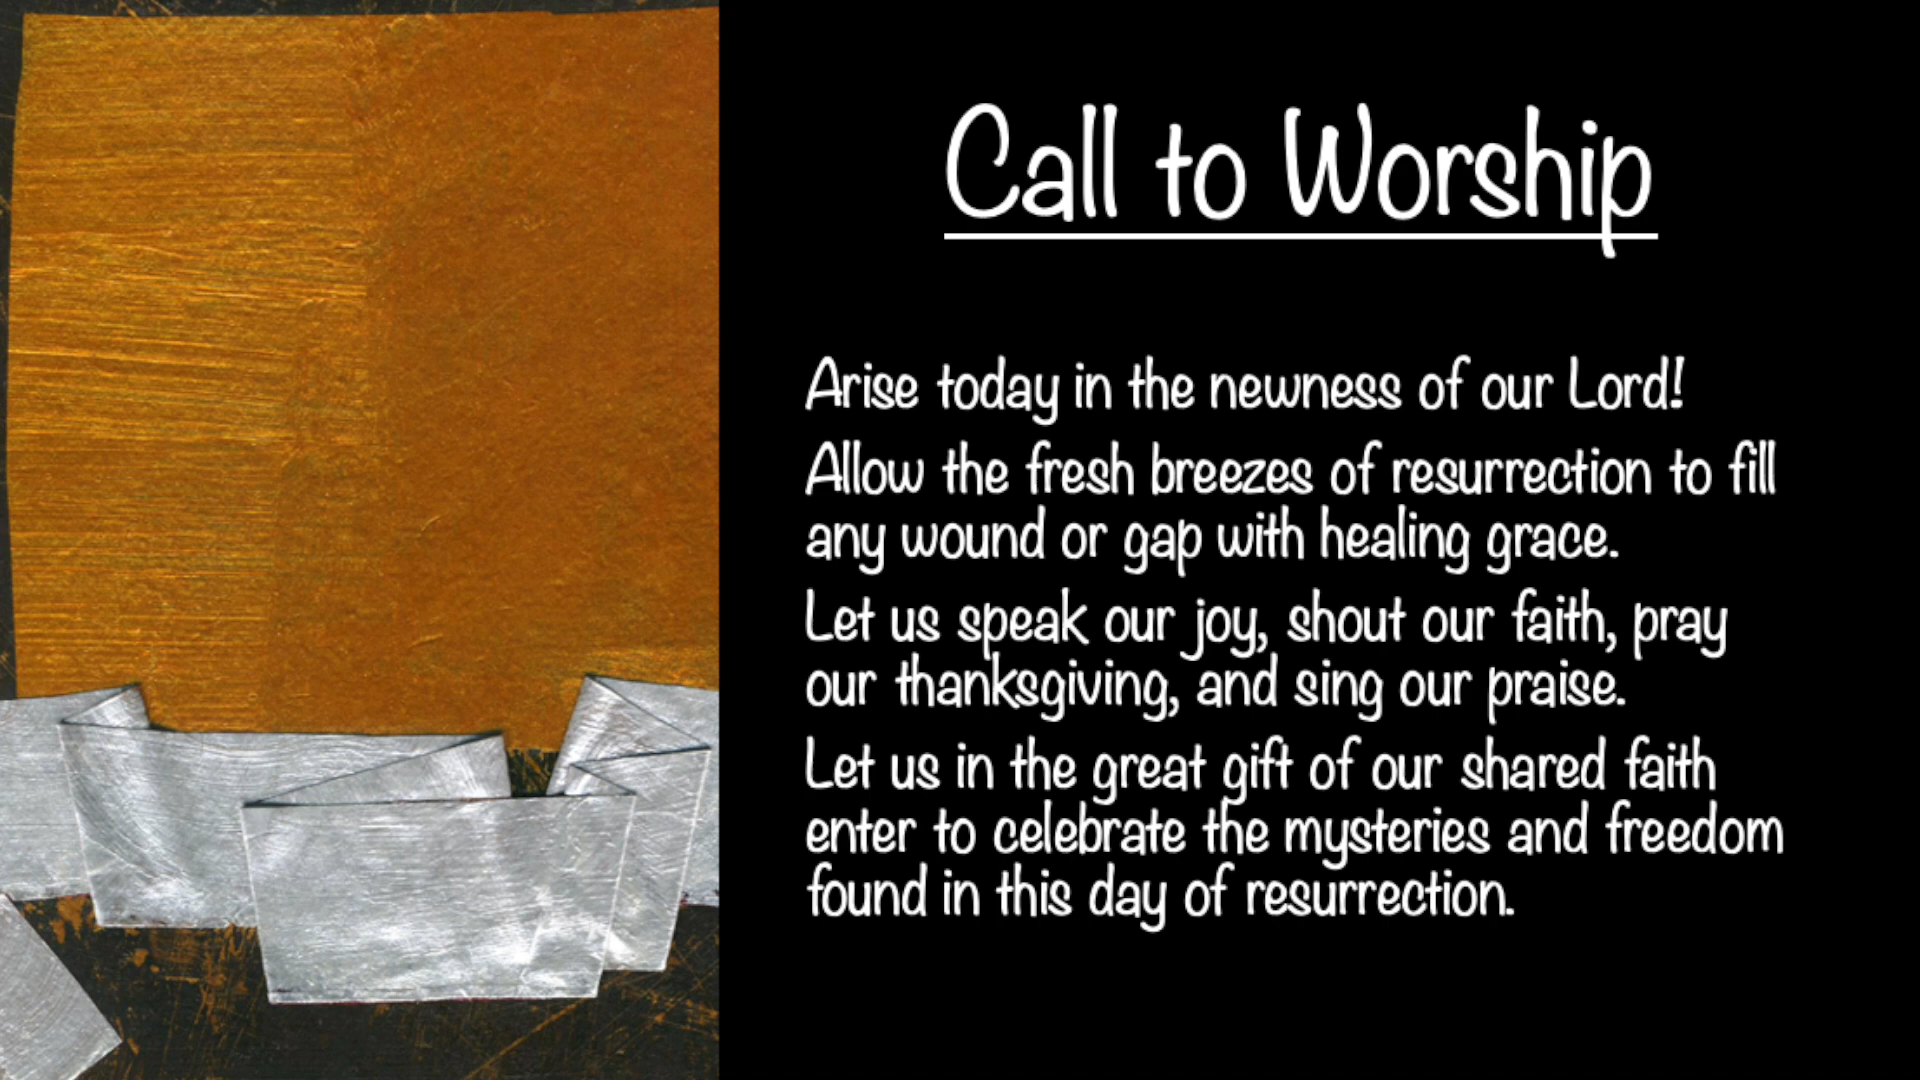 Call to Worship
Arise today in the newness of our Lord!
Allow the fresh breezes of resurrection to fill
any wound or gap with healing grace.
Let us speak our joy, shout our faith, pray
our thanksgiving, and sing our praise.
Let us in the great gift of our shared faith
enter to celebrate the mysteries and freedom
found in this day of resurrection.